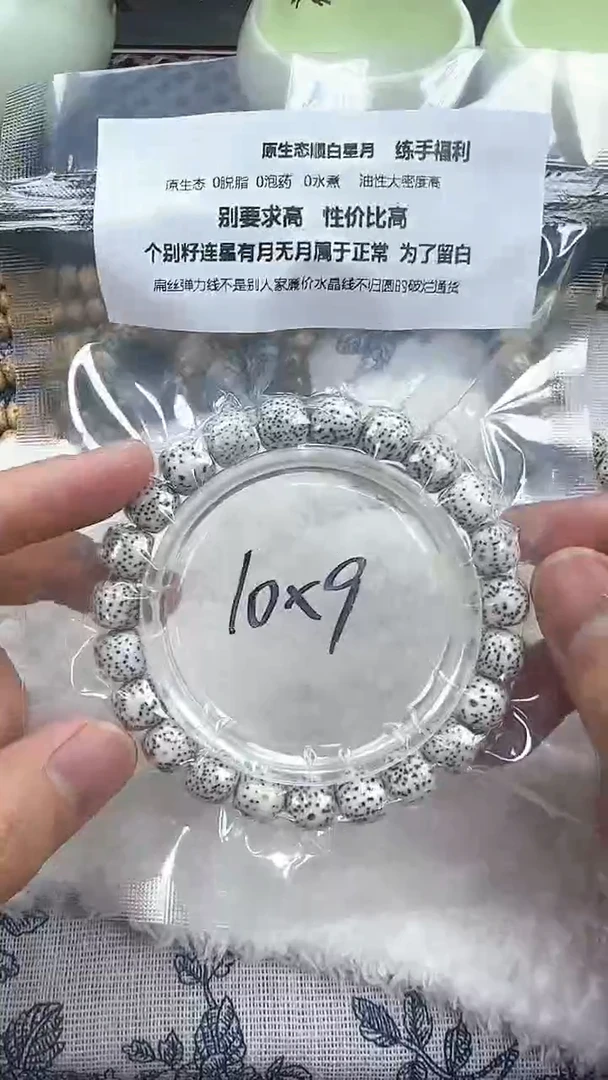 原生态顺白星月 练手福利
原生态 0脱脂 0泡药 0水煮 油性大密度高
别要求高 性价比高
个别籽连星有月无月属于正常 为了留白
扁丝弹力线不是别人家廉价水晶线不归圆的破烂通货
10x9